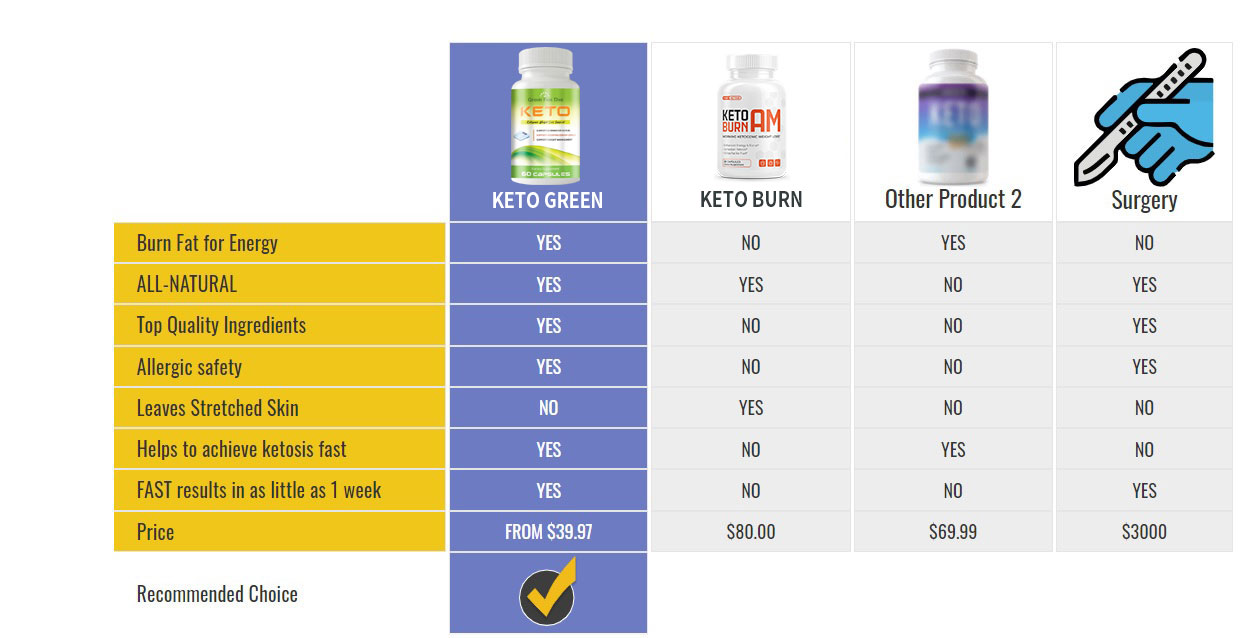 KETO
60 CAPSULES
KETO
BURN AM
KETO GREEN
KETO BURN
Other Product 2
Surgery
Burn Fat for Energy YES NO YES NO
ALL-NATURAL YES YES NO YES
Top Quality Ingredients YES NO NO YES
Allergic safety YES NO NO YES
Leaves Stretched Skin NO YES NO NO
Helps to achieve ketosis fast YES NO YES NO
FAST results in as little as 1 week YES NO NO YES
Price FROM $39.97 $80.00 $69.99 $3000
Recommended Choice